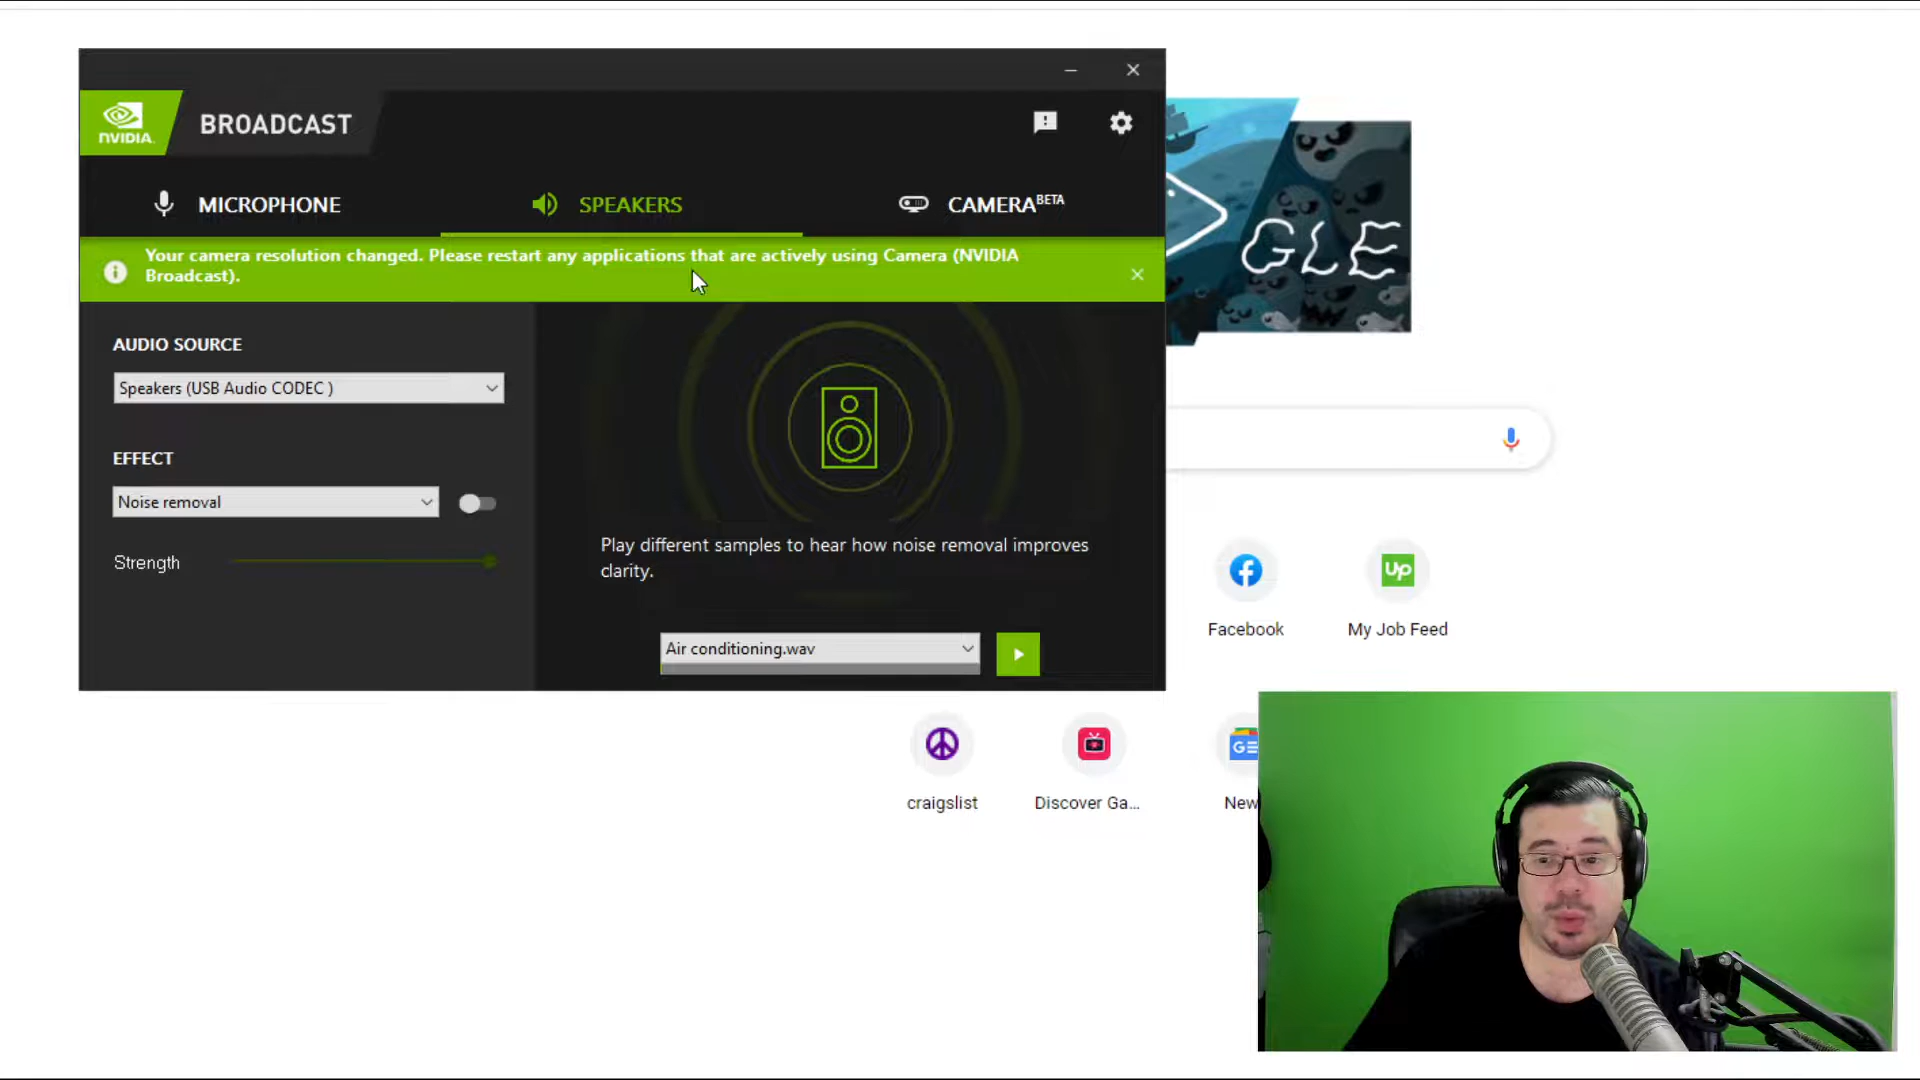 NVIDIA.
BROADCAST
MICROPHONE
SPEAKERS
CAMERA BETA
Your camera resolution changed. Please restart any applications that are actively using Camera (NVIDIA
Broadcast).
AUDIO SOURCE
Speakers (USB Audio CODEC )
EFFECT
Noise removal
Strength
Play different samples to hear how noise removal improves
clarity.
Air conditioning.wav
GLE
Up
Facebook
My Job Feed
GE
craigslist
Discover Ga...
New